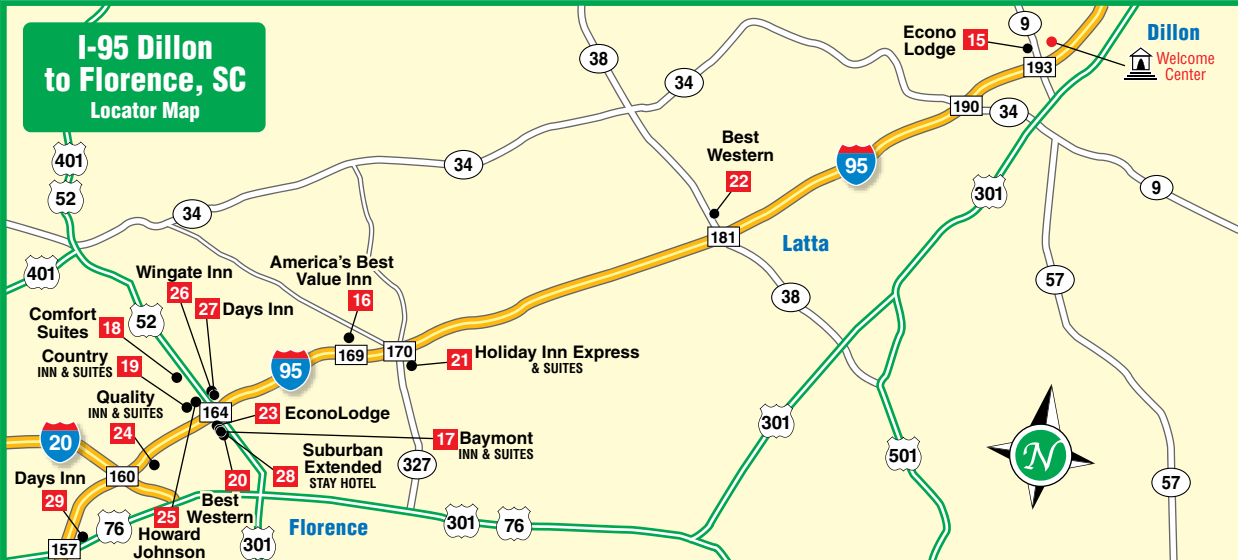 I-95 Dillon
to Florence, SC
Locator Map
9
Econo
Lodge
15
Dillon
Welcome
Center
193
38
34
190
34
401
52
34
Best
Western
22
95
301
9
34
181
Latta
401
Wingate Inn
26
27 Days Inn
America's Best
Value Inn
16
38
57
Comfort
Suites 18
52
Country
INN & SUITES 19
169
170
21 Holiday Inn Express
& SUITES
95
Quality
INN & SUITES
24
164
23 EconoLodge
301
20
17 Baymont
INN & SUITES
Suburban
Extended
STAY HOTEL
28
20
327
501
N
160
Days Inn
29
57
Best
Western
25
Howard
Johnson
76
Florence
301
76
301
157